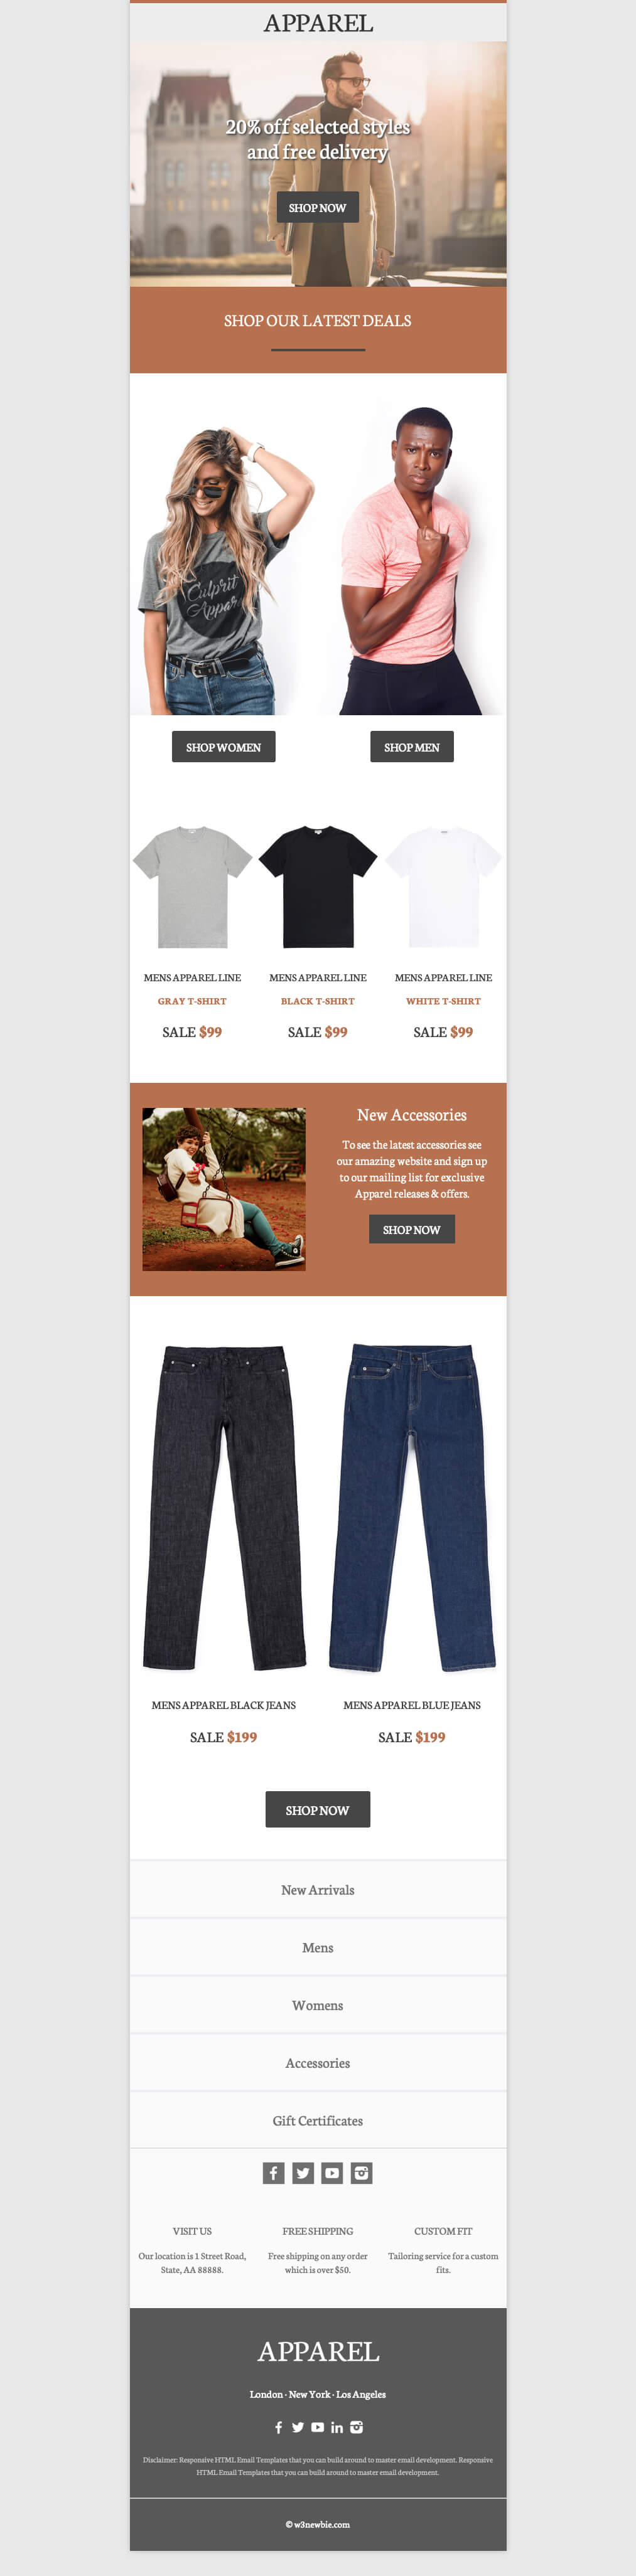 APPAREL
20% off selected styles
and free delivery
SHOP NOW
SHOP OUR LATEST DEALS
Culprit
Appar
SHOP WOMEN
SHOP MEN
MENS APPAREL LINE
GRAY T-SHIRT
SALE $99
MENS APPAREL LINE
BLACK T-SHIRT
SALE $99
MENS APPAREL LINE
WHITE T-SHIRT
SALE $99
New Accessories
To see the latest accessories see
our amazing website and sign up
to our mailing list for exclusive
Apparel releases & offers.
SHOP NOW
MENS APPAREL BLACK JEANS
SALE $199
MENS APPAREL BLUE JEANS
SALE $199
SHOP NOW
New Arrivals
Mens
Womens
Accessories
Gift Certificates
VISIT US
Our location is 1 Street Road,
State, AA 88888.
FREE SHIPPING
Free shipping on any order
which is over $50.
CUSTOM FIT
Tailoring service for a custom
fits.
APPAREL
London · New York · Los Angeles
Disclaimer: Responsive HTML Email Templates that you can build around to master email development. Responsive
HTML Email Templates that you can build around to master email development.
© w3newbie.com